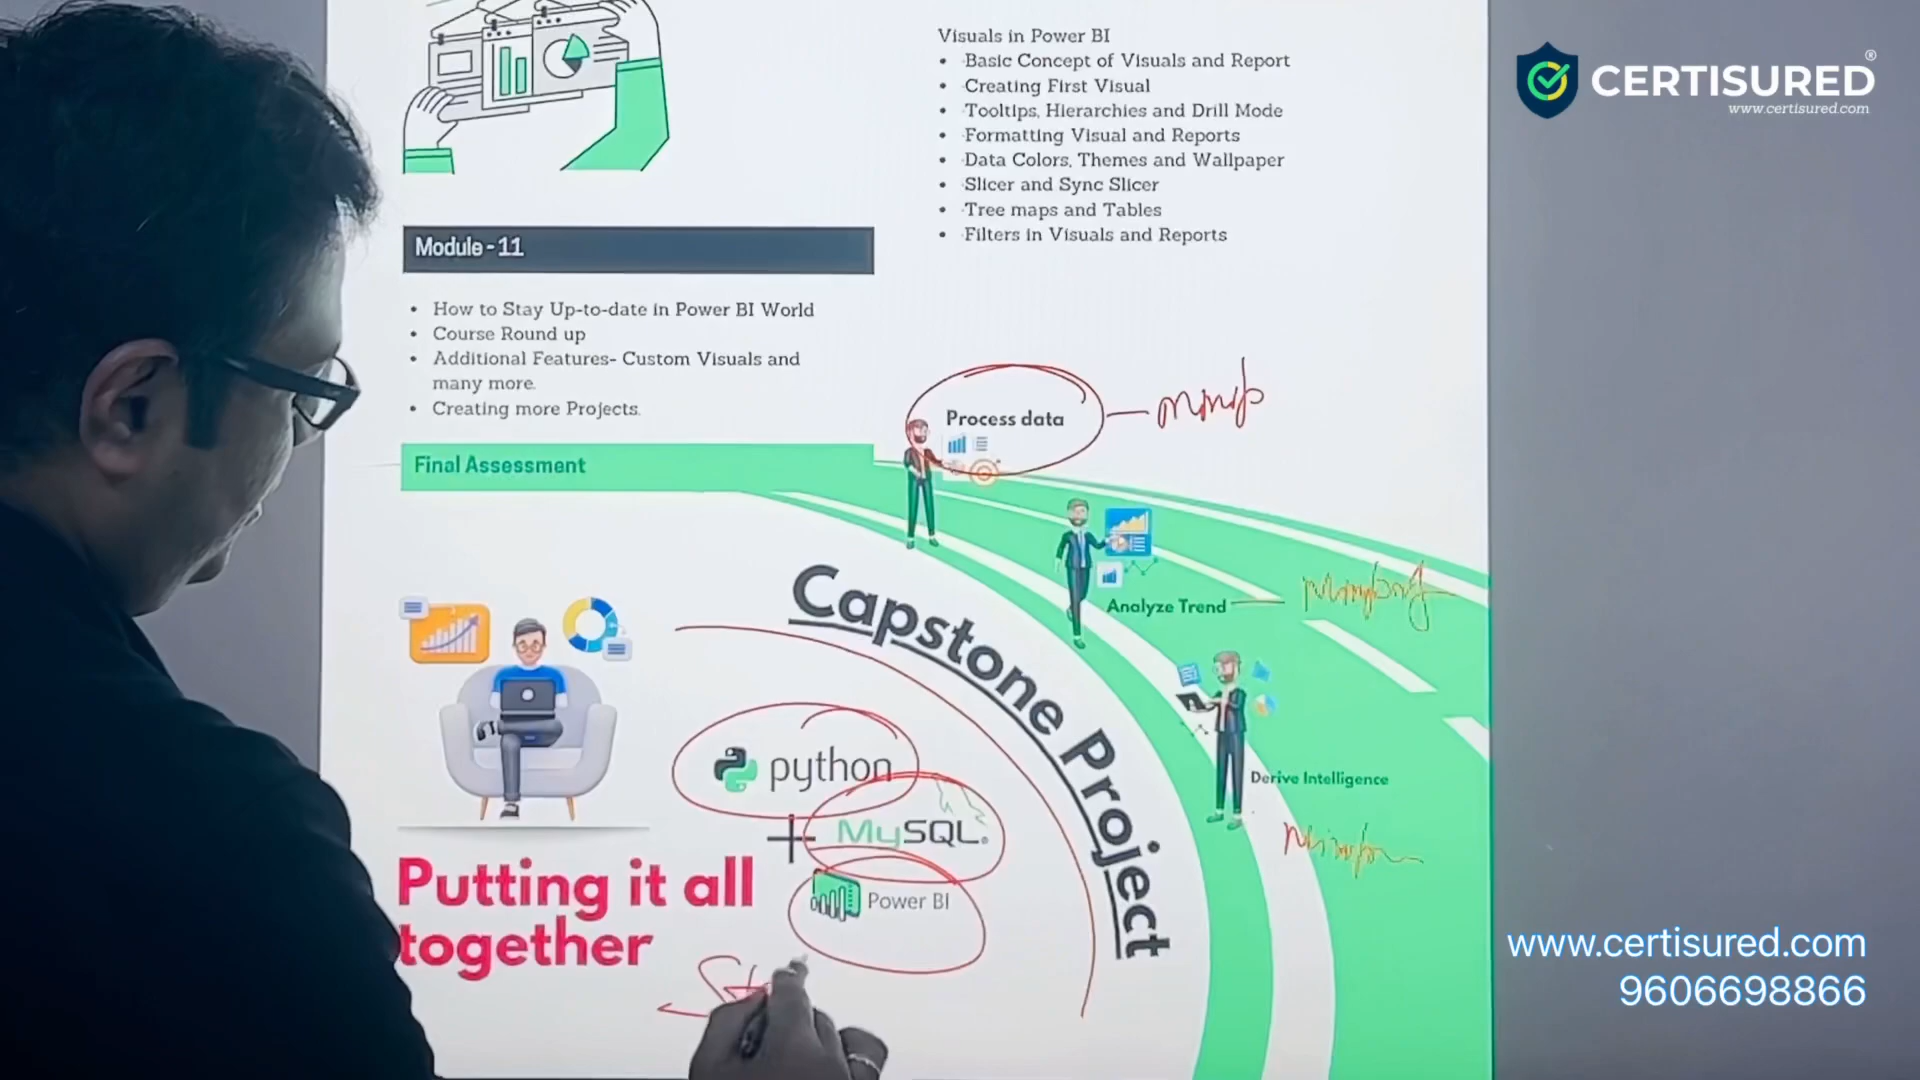 Visuals in Power BI
• Basic Concept of Visuals and Report
• Creating First Visual
• Tooltips, Hierarchies and Drill Mode
• Formatting Visual and Reports
• Data Colors, Themes and Wallpaper
• Slicer and Sync Slicer
• Tree maps and Tables
• Filters in Visuals and Reports
CERTISURED®
www.certisured.com
Module - 11
• How to Stay Up-to-date in Power BI World
• Course Round up
• Additional Features- Custom Visuals and
many more.
• Creating more Projects.
Final Assessment
Process data
Analyze Trend
Derive Intelligence
Capstone Project
python
+ MySQL®
Power BI
Putting it all
together
www.certisured.com
9606698866